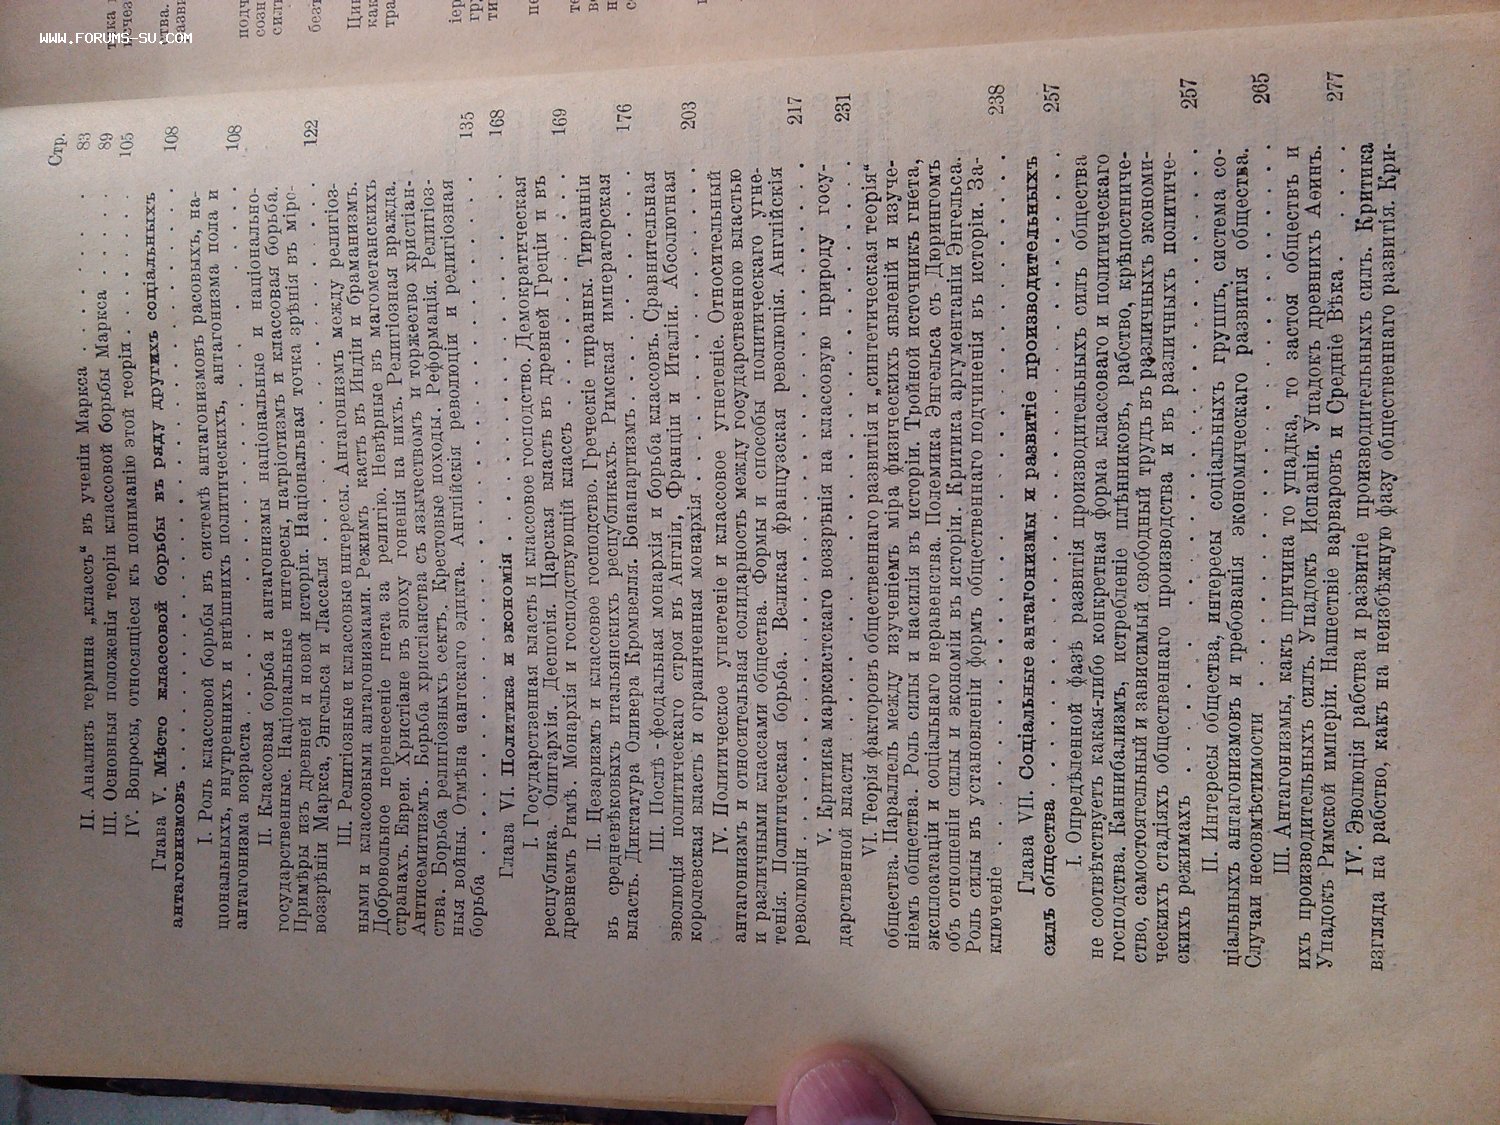 WWW.FORUMS-SU.COM
Стр.
II. Анализъ термина „классъ“ въ ученіи Маркса . . . . . . . 83
III. Основныя положенія теоріи классовой борьбы Маркса . . . . 89
IV. Вопросы, относящіеся къ пониманію этой теоріи . . . . . . 105
Глава V. Мѣсто классовой борьбы въ ряду другихъ соціальныхъ
антагонизмовъ . . . . . . . . . . . . . . . . . . 108
I. Роль классовой борьбы въ системѣ антагонизмовъ расовыхъ, на-
ціональныхъ, внутреннихъ и внѣшнихъ политическихъ, антагонизма пола и
антагонизма возраста . . . . . . . . . . . . . . . . 108
II. Классовая борьба и антагонизмы національные и національно-
государственные. Національные интересы, патріотизмъ и классовая борьба.
Примѣры изъ древней и новой исторіи. Національная точка зрѣнія въ міро-
воззрѣніи Маркса, Энгельса и Лассаля . . . . . . . . . . . 122
III. Религіозные и классовые интересы. Антагонизмъ между религіоз-
ными и классовыми антагонизмами. Режимъ кастъ въ Индіи и браманизмъ.
Добровольное перенесеніе гнета за религію. Невѣрные въ магометанскихъ
странахъ. Евреи. Христіане въ эпоху гоненія на нихъ. Религіозная вражда.
Антисемитизмъ. Борьба христіанства съ язычествомъ и торжество христіан-
ства. Борьба религіозныхъ сектъ. Крестовые походы. Реформація. Религіоз-
ныя войны. Отмѣна нантскаго эдикта. Англійскія революціи и религіозная
борьба . . . . . . . . . . . . . . . . . . . . 135
Глава VI. Политика и экономія . . . . . . . . . . . . 168
I. Государственная власть и классовое господство. Демократическая
республика. Олигархія. Деспотія. Царская власть въ древней Греціи и въ
древнемъ Римѣ. Монархія и господствующій классъ . . . . . . . . 169
II. Цезаризмъ и классовое господство. Греческіе тиранны. Тиранніи
въ средневѣковыхъ итальянскихъ республикахъ. Римская императорская
власть. Диктатура Оливера Кромвелля. Бонапартизмъ . . . . . . . 176
III. Послѣ-феодальная монархія и борьба классовъ. Сравнительная
эволюція политическаго строя въ Англіи, Франціи и Италіи. Абсолютная
королевская власть и ограниченная монархія . . . . . . . . . . 203
IV. Политическое угнетеніе и классовое угнетеніе. Относительный
антагонизмъ и относительная солидарность между государственною властью
и различными классами общества. Формы и способы политическаго угне-
тенія. Политическая борьба. Великая французская революція. Англійскія
революціи . . . . . . . . . . . . . . . . . . . 217
V. Критика марксистскаго воззрѣнія на классовую природу госу-
дарственной власти . . . . . . . . . . . . . . . . . 231
VI. Теорія факторовъ общественнаго развитія и „синтетическая теорія“
общества. Параллель между изученіемъ міра физическихъ явленій и изуче-
ніемъ общества. Роль силы и насилія въ исторіи. Тройной источникъ гнета,
эксплоатаціи и соціальнаго неравенства. Полемика Энгельса съ Дюрингомъ
объ отношеніи силы и экономіи въ исторіи. Критика аргументаціи Энгельса.
Роль силы въ установленіи формъ общественнаго подчиненія въ исторіи. За-
ключеніе . . . . . . . . . . . . . . . . . . . 238
Глава VII. Соціальные антагонизмы и развитіе производительныхъ
силъ общества . . . . . . . . . . . . . . . . . . 257
I. Опредѣленной фазѣ развитія производительныхъ силъ общества
не соотвѣтствуетъ какая-либо конкретная форма классоваго и политическаго
господства. Каннибализмъ, истребленіе плѣнниковъ, рабство, крѣпостниче-
ство, самостоятельный и зависимый свободный трудъ въ различныхъ экономи-
ческихъ стадіяхъ общественнаго производства и въ различныхъ политиче-
скихъ режимахъ . . . . . . . . . . . . . . . . . 257
II. Интересы общества, интересы соціальныхъ группъ, система со-
ціальныхъ антагонизмовъ и требованія экономическаго развитія общества.
Случаи несовмѣстимости . . . . . . . . . . . . . . . 265
III. Антагонизмы, какъ причина то упадка, то застоя обществъ и
ихъ производительныхъ силъ. Упадокъ Испаніи. Упадокъ древнихъ Аѳинъ.
Упадокъ Римской имперіи. Нашествіе варваровъ и Средніе Вѣка . . . . 277
IV. Эволюція рабства и развитіе производительныхъ силъ. Критика
взгляда на рабство, какъ на неизбѣжную фазу общественнаго развитія. Кри-